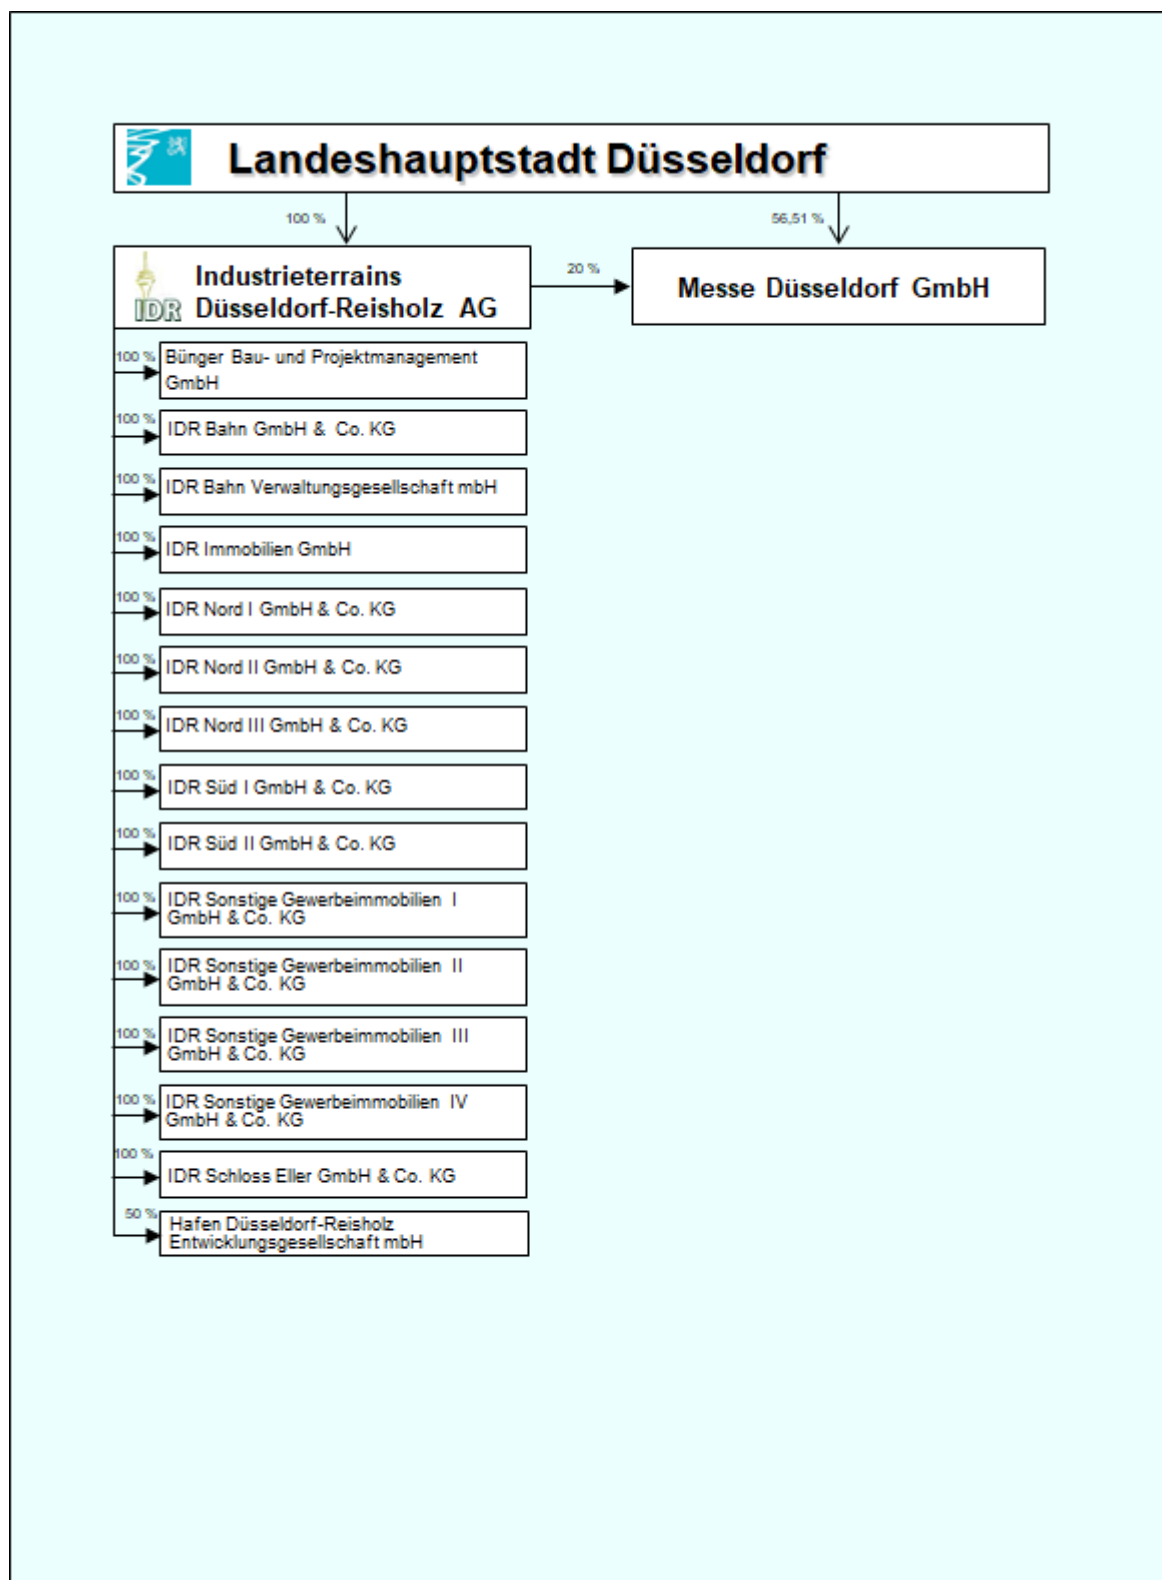 Landeshauptstadt Düsseldorf
100 %
56,51 %
IDR
Industrieterrains
Düsseldorf-Reisholz AG
20 %
Messe Düsseldorf GmbH
100 %
Bünger Bau- und Projektmanagement
GmbH
100 %
IDR Bahn GmbH & Co. KG
100 %
IDR Bahn Verwaltungsgesellschaft mbH
100 %
IDR Immobilien GmbH
100 %
IDR Nord I GmbH & Co. KG
100 %
IDR Nord II GmbH & Co. KG
100 %
IDR Nord III GmbH & Co. KG
100 %
IDR Süd I GmbH & Co. KG
100 %
IDR Süd II GmbH & Co. KG
100 %
IDR Sonstige Gewerbeimmobilien I
GmbH & Co. KG
100 %
IDR Sonstige Gewerbeimmobilien II
GmbH & Co. KG
100 %
IDR Sonstige Gewerbeimmobilien III
GmbH & Co. KG
100 %
IDR Sonstige Gewerbeimmobilien IV
GmbH & Co. KG
100 %
IDR Schloss Eller GmbH & Co. KG
50 %
Hafen Düsseldorf-Reisholz
Entwicklungsgesellschaft mbH